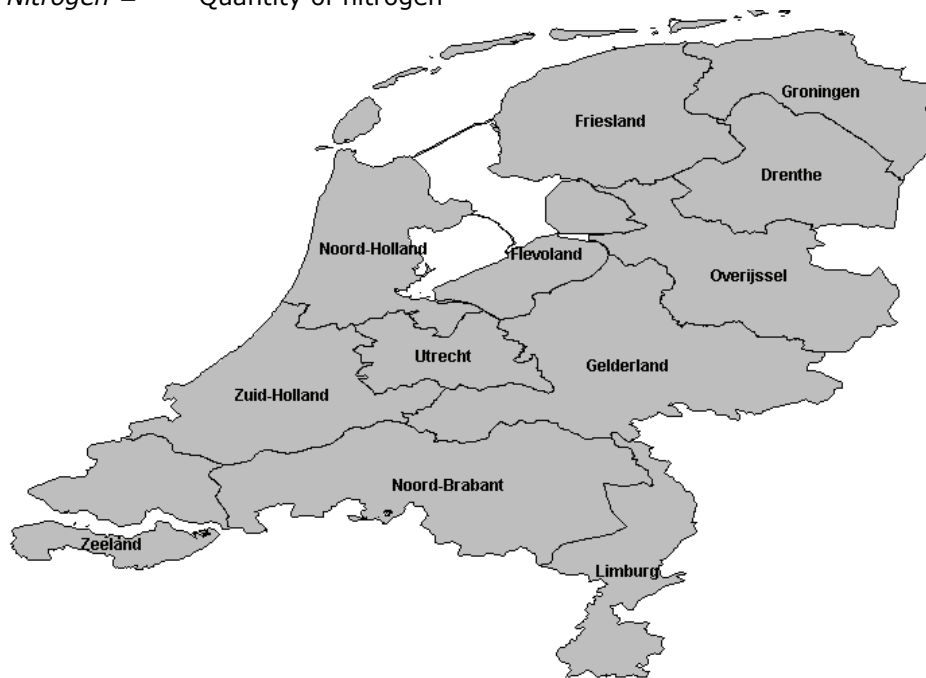 Nitrogen = Quantity of nitrogen
Groningen
Friesland
Drenthe
Noord-Holland
Flevoland
Overijssel
Utrecht
Gelderland
Zuid-Holland
Noord-Brabant
Zeeland
Limburg